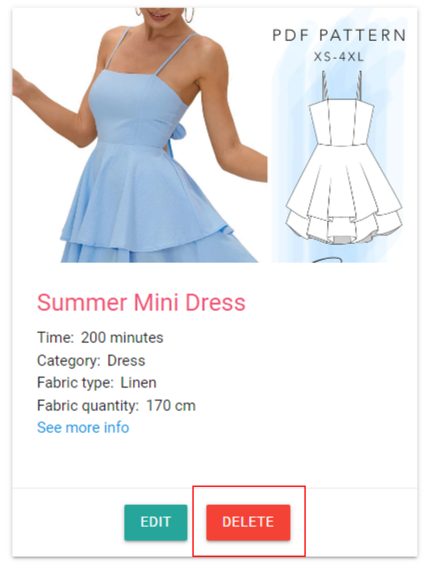 PDF PATTERN
XS-4XL
Summer Mini Dress
Time: 200 minutes
Category: Dress
Fabric type: Linen
Fabric quantity: 170 cm
See more info
EDIT DELETE